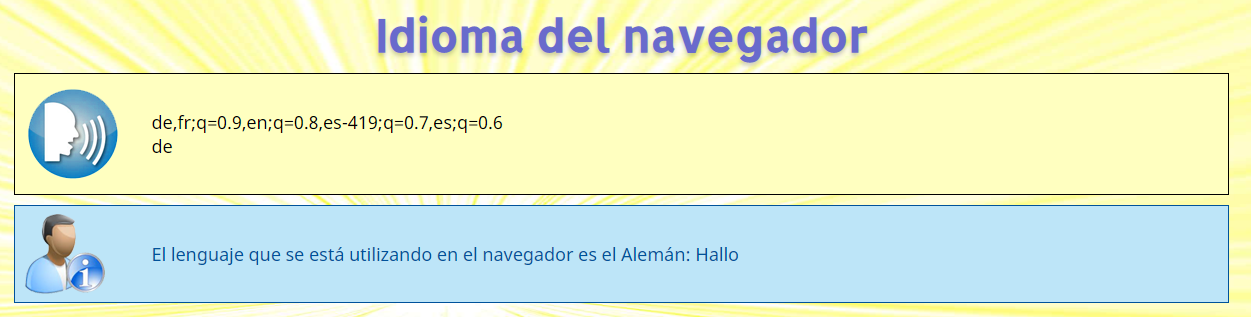 Idioma del navegador
de,fr;q=0.9,en;q=0.8,es-419;q=0.7,es;q=0.6
de
El lenguaje que se está utilizando en el navegador es el Alemán: Hallo